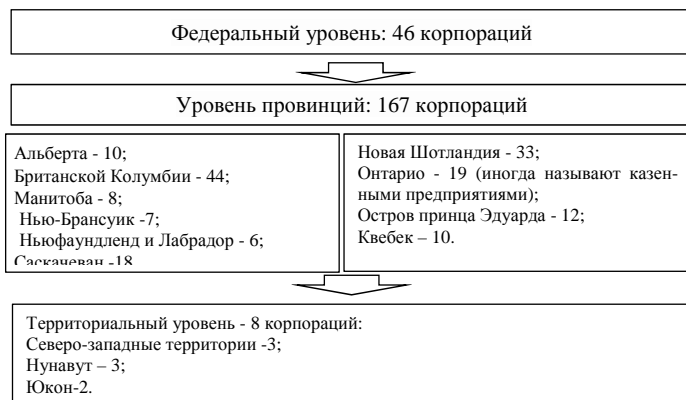 Федеральный уровень: 46 корпораций
Уровень провинций: 167 корпораций
Альберта - 10;
Британской Колумбии - 44;
Манитоба - 8;
Нью-Брансуик -7;
Ньюфаундленд и Лабрадор - 6;
Саскачеван -18
Новая Шотландия - 33;
Онтарио - 19 (иногда называют казен-
ными предприятиями);
Остров принца Эдуарда - 12;
Квебек – 10.
Территориальный уровень - 8 корпораций:
Северо-западные территории -3;
Нунавут – 3;
Юкон-2.